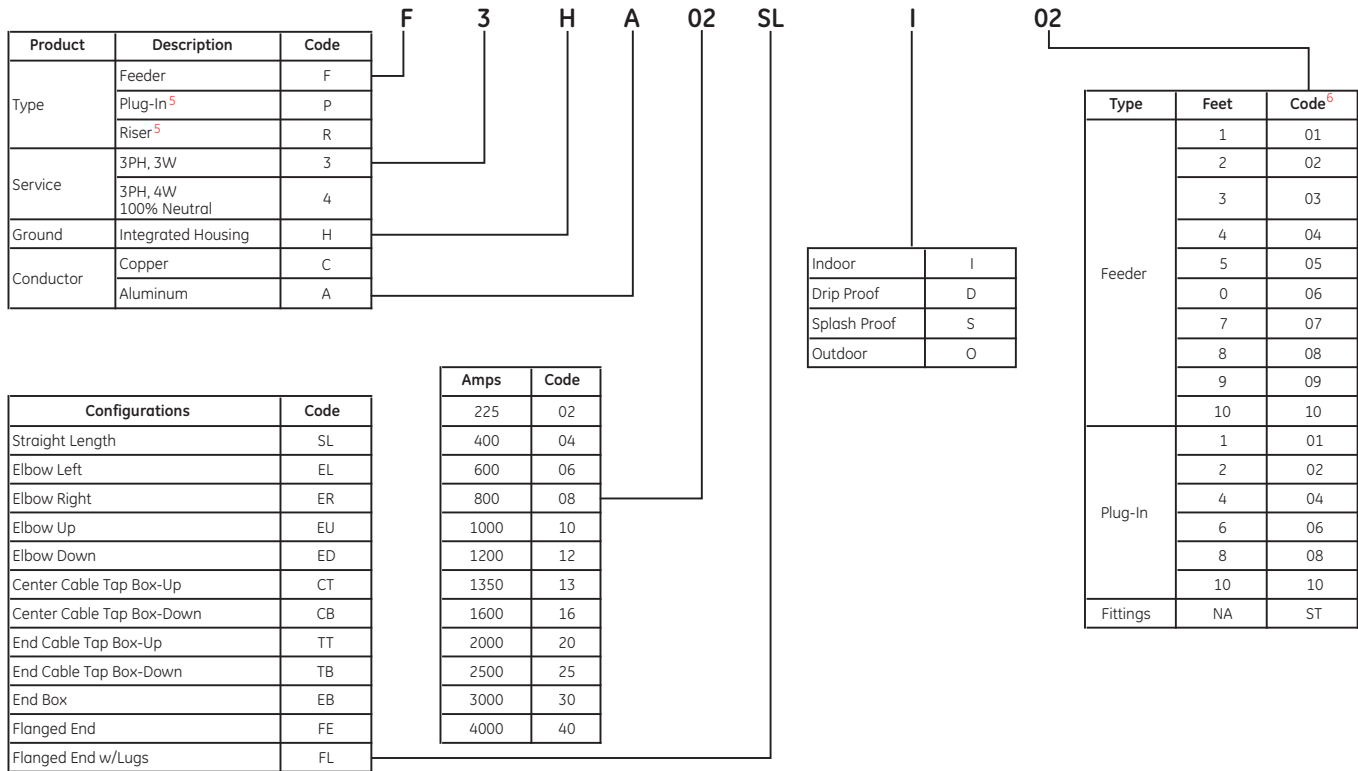 F 3 H A 02 SL I 02
Product Description Code
Type
Feeder F
Plug-In 5 P
Riser 5 R
Service
3PH, 3W 3
3PH, 4W
100% Neutral 4
Ground Integrated Housing H
Conductor
Copper C
Aluminum A
Configurations Code
Straight Length SL
Elbow Left EL
Elbow Right ER
Elbow Up EU
Elbow Down ED
Center Cable Tap Box-Up CT
Center Cable Tap Box-Down CB
End Cable Tap Box-Up TT
End Cable Tap Box-Down TB
End Box EB
Flanged End FE
Flanged End w/Lugs FL
Amps Code
225 02
400 04
600 06
800 08
1000 10
1200 12
1350 13
1600 16
2000 20
2500 25
3000 30
4000 40
Indoor I
Drip Proof D
Splash Proof S
Outdoor O
Type Feet Code 6
Feeder
1 01
2 02
3 03
4 04
5 05
0 06
7 07
8 08
9 09
10 10
Plug-In
1 01
2 02
4 04
6 06
8 08
10 10
Fittings NA ST